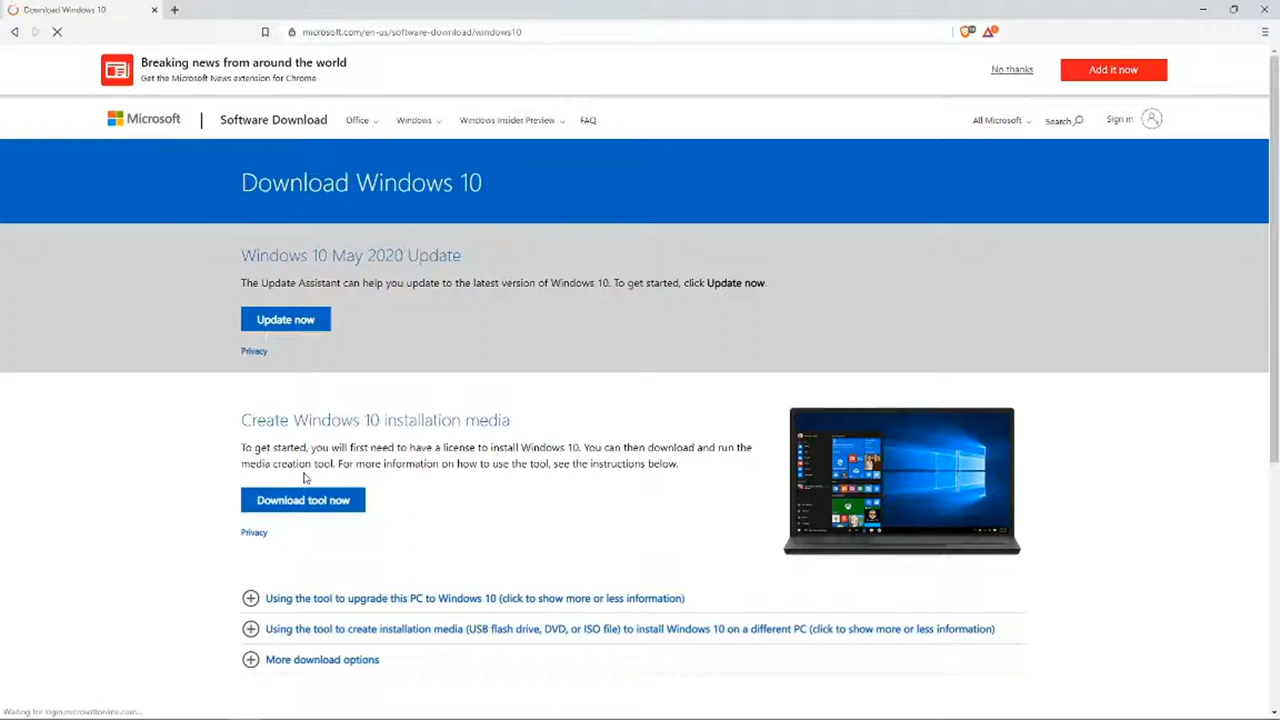 Download Windows 10
microsoft.com/en-us/software-download/windows10
Breaking news from around the world
Get the Microsoft News extension for Chrome
No thanks
Add it now
Microsoft
Software Download
Office
Windows
Windows Insider Preview
FAQ
All Microsoft
Search
Sign in
Download Windows 10
Windows 10 May 2020 Update
The Update Assistant can help you update to the latest version of Windows 10. To get started, click Update now.
Update now
Privacy
Create Windows 10 installation media
To get started, you will first need to have a license to install Windows 10. You can then download and run the
media creation tool. For more information on how to use the tool, see the instructions below.
Download tool now
Privacy
Using the tool to upgrade this PC to Windows 10 (click to show more or less information)
Using the tool to create installation media (USB flash drive, DVD, or ISO file) to install Windows 10 on a different PC (click to show more or less information)
More download options
Waiting for login.microsoftonline.com...